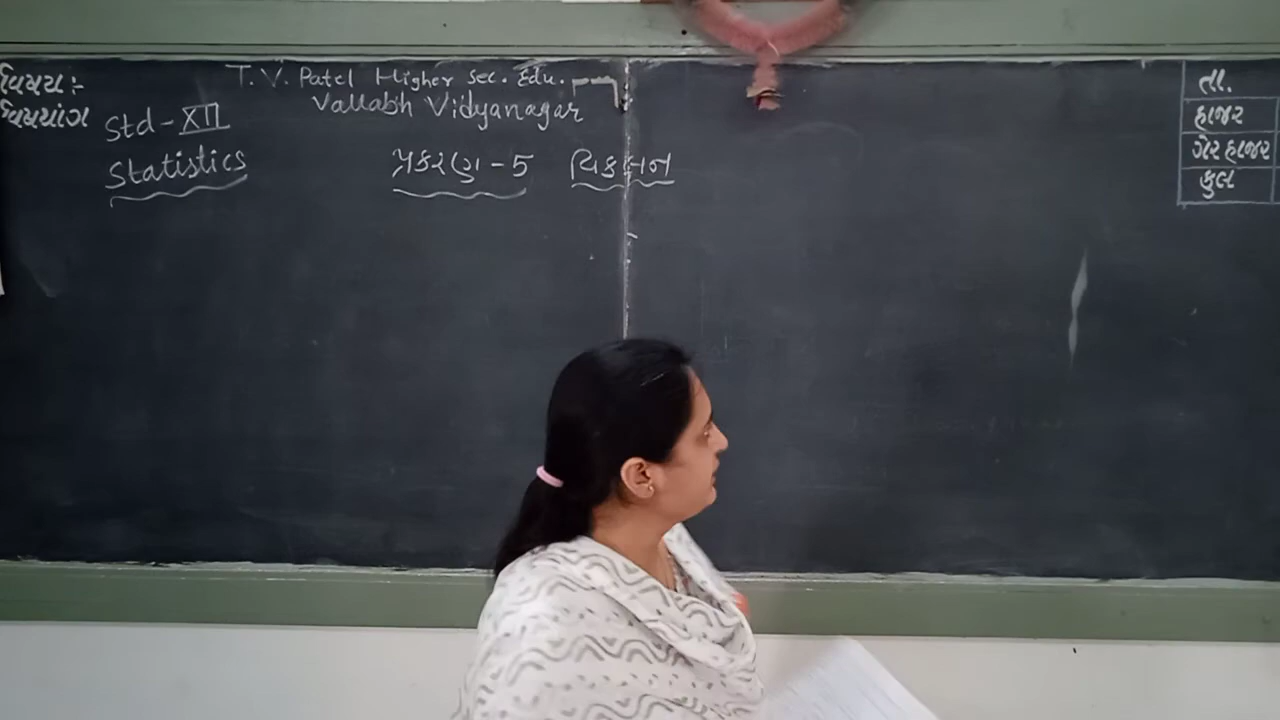 વિષય:-
T. V. Patel Higher Sec. Edu.
વિષયાંગ
Vallabh Vidyanagar
Std - XII
Statistics
પ્રકરણ - 5 વિકલન
તા.
હાજર
ગેરહાજર
કુલ